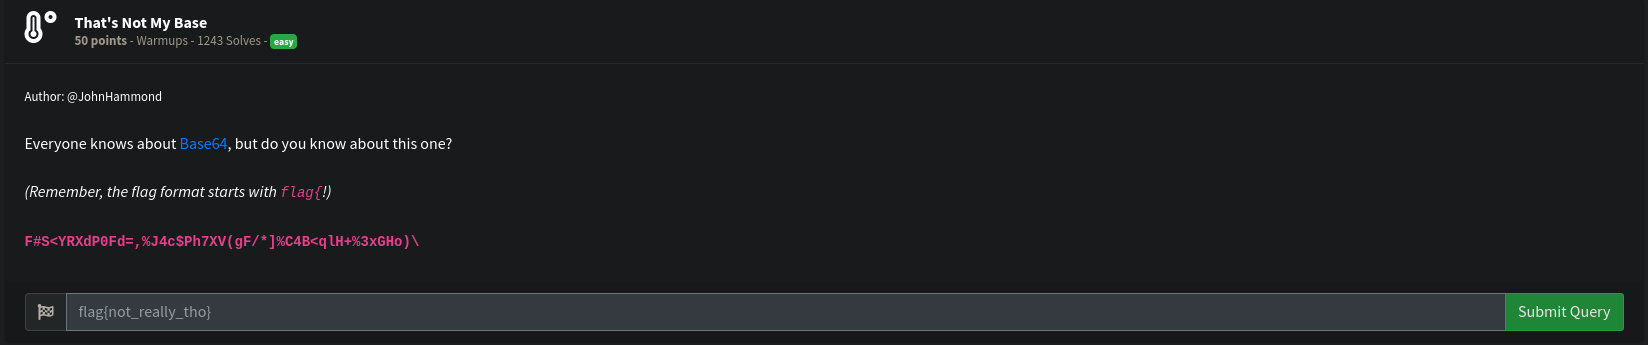 That's Not My Base
50 points - Warmups - 1243 Solves - easy
Author: @JohnHammond
Everyone knows about Base64, but do you know about this one?
(Remember, the flag format starts with flag{!)
F#S<YRXdP0Fd=,%J4c$Ph7XV(gF/*]%C4B<qlH+%3xGHo)\
flag{not_really_tho}
Submit Query